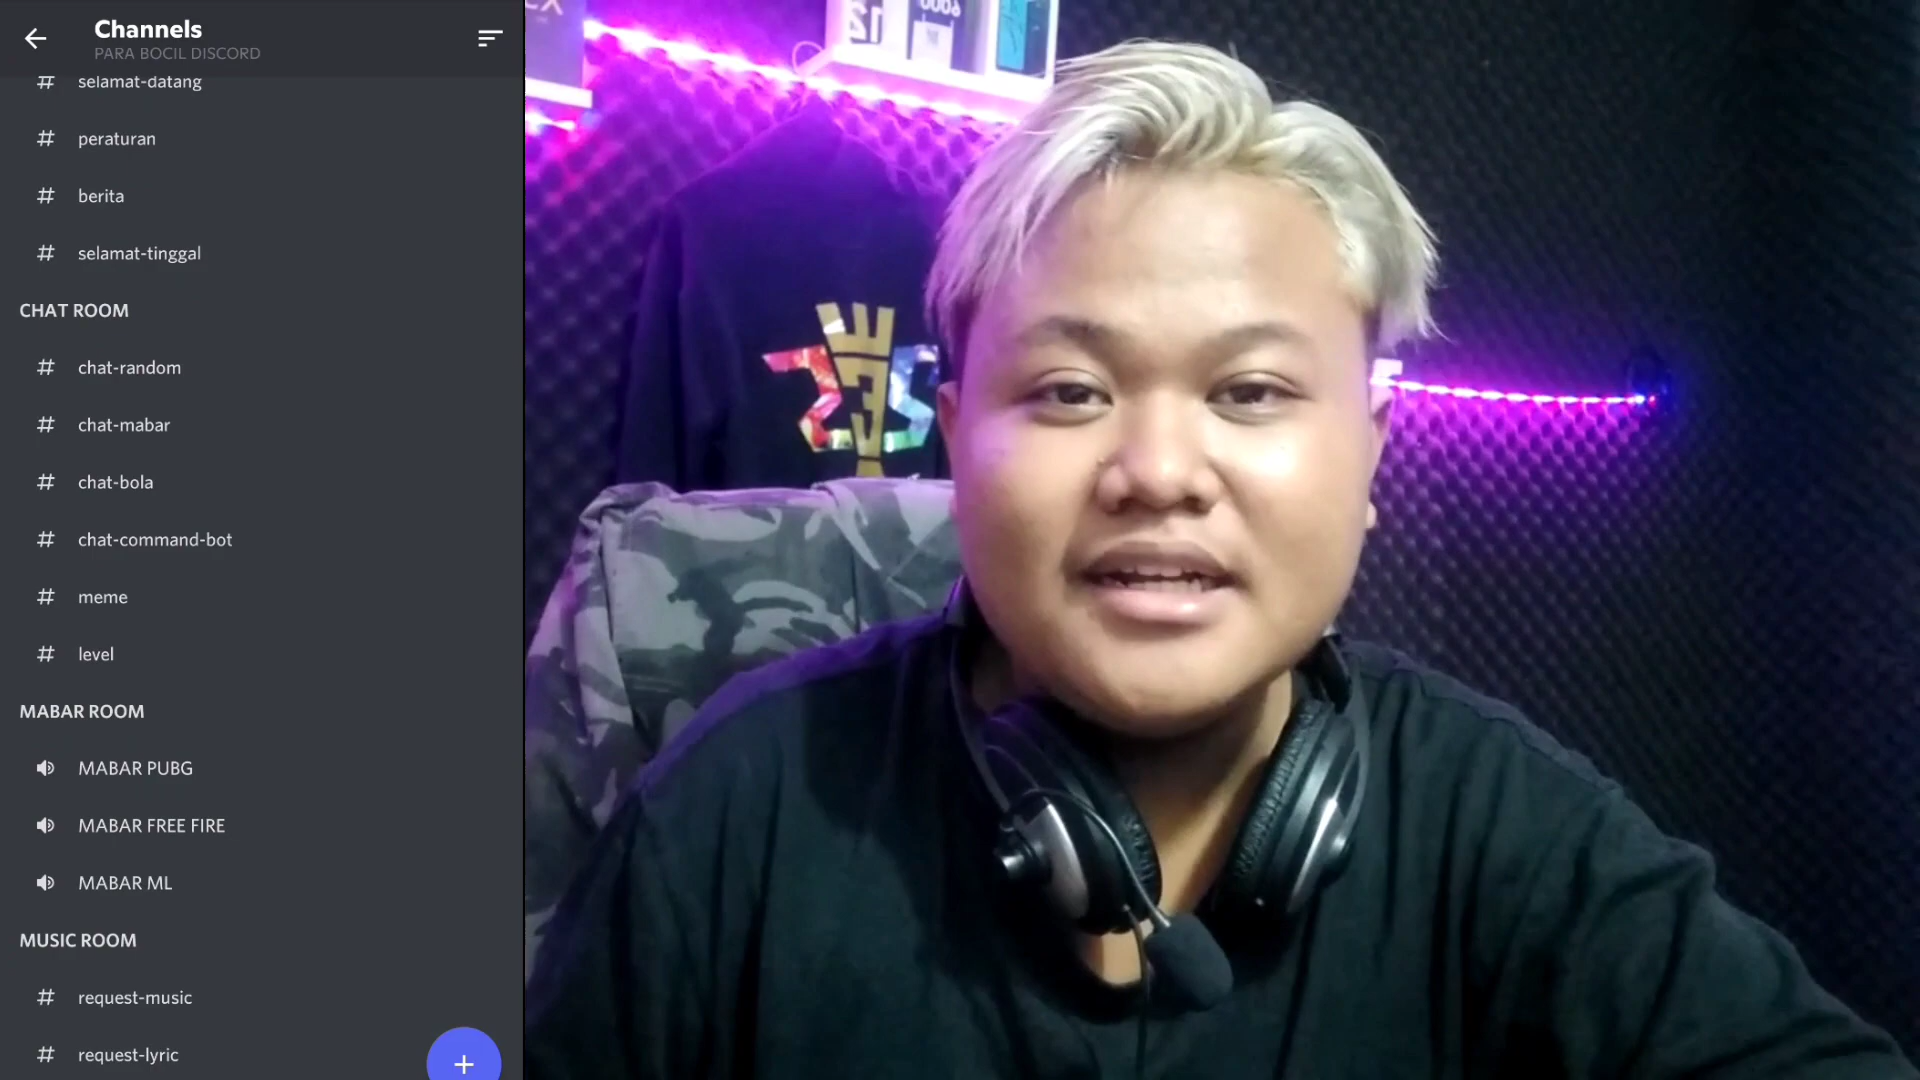 Channels
PARA BOCIL DISCORD
# selamat-datang
# peraturan
# berita
# selamat-tinggal
CHAT ROOM
# chat-random
# chat-mabar
# chat-bola
# chat-command-bot
# meme
# level
MABAR ROOM
MABAR PUBG
MABAR FREE FIRE
MABAR ML
MUSIC ROOM
# request-music
# request-lyric